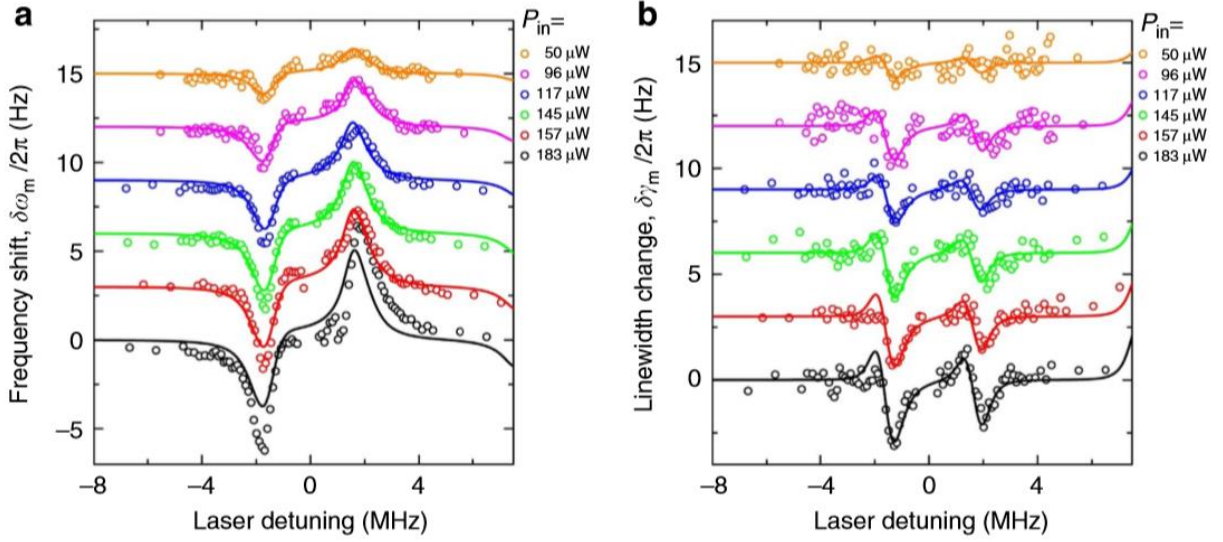 a
P_in=
50 μW
96 μW
117 μW
145 μW
157 μW
183 μW
Frequency shift, δω_m /2π (Hz)
15
10
5
0
−5
−8 −4 0 4
Laser detuning (MHz)
b
P_in=
50 μW
96 μW
117 μW
145 μW
157 μW
183 μW
Linewidth change, δγ_m /2π (Hz)
15
10
5
0
−8 −4 0 4
Laser detuning (MHz)